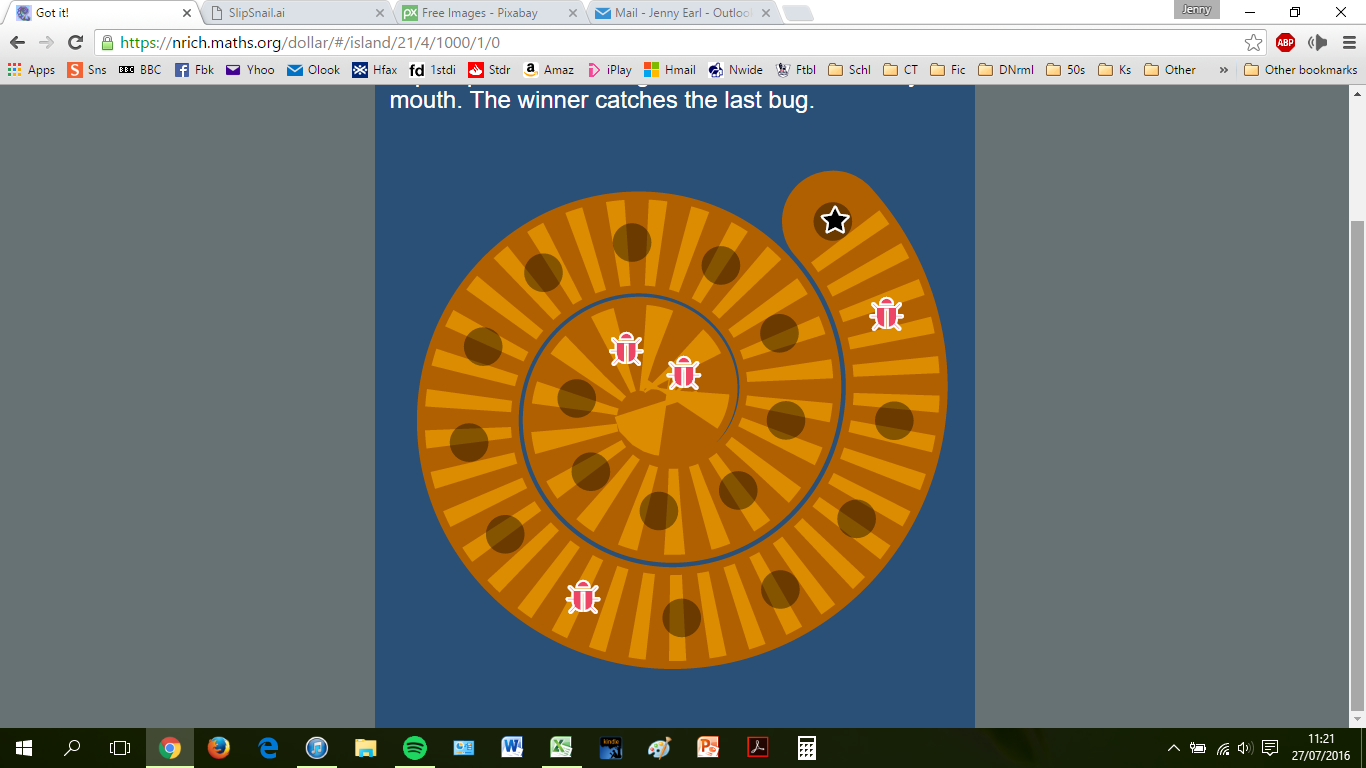 Got it!
SlipSnail.ai
Free Images - Pixabay
Mail - Jenny Earl - Outloo
Jenny
https://nrich.maths.org/dollar/#/island/21/4/1000/1/0
ABP
Apps Sns BBC Fbk Yhoo Olook Hfax 1stdi Stdr Amaz iPlay Hmail Nwide Ftbl Schl CT Fic DNrml 50s Ks Other » Other bookmarks
mouth. The winner catches the last bug.
11:21
27/07/2016